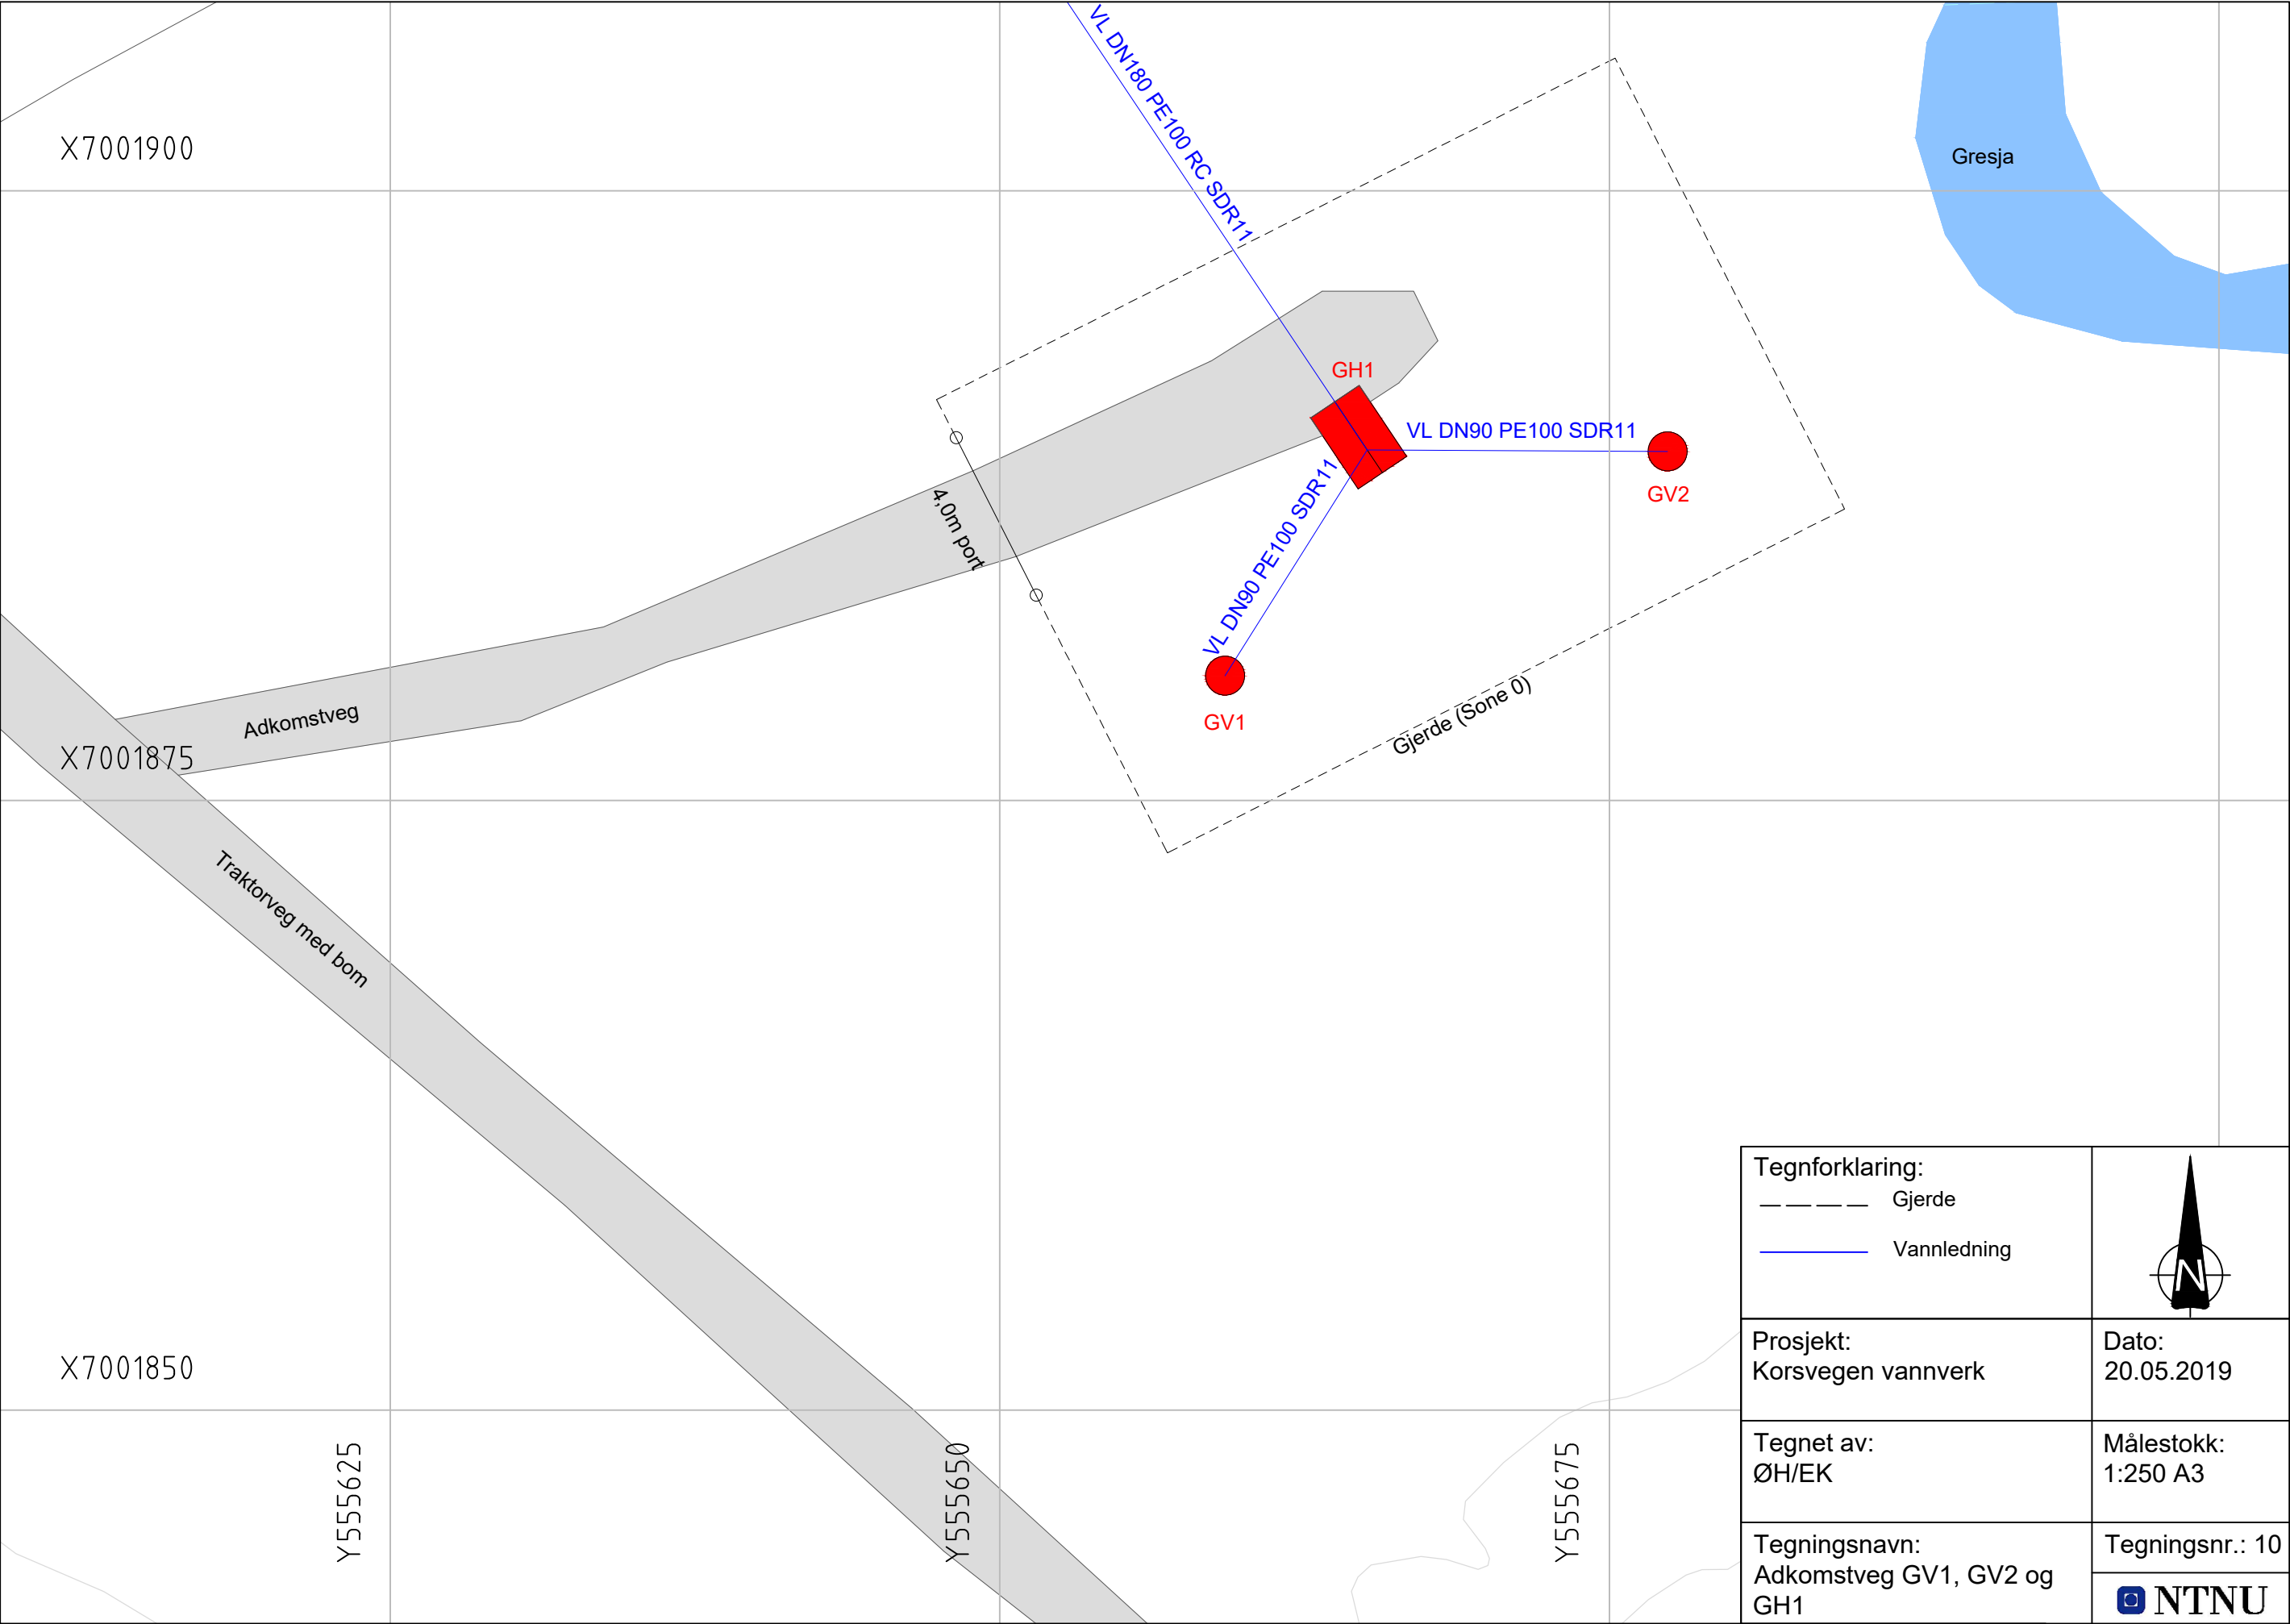 VL DN180 PE100 RC SDR11
X7001900
Gresja
GH1
VL DN90 PE100 SDR11
GV2
4,0m port
VL DN90 PE100 SDR11
GV1
Gjerde (Sone 0)
Adkomstveg
X7001875
Traktorveg med bom
X7001850
Y555625
Y555650
Y555675
Tegnforklaring:
Gjerde
Vannledning
N
Prosjekt:
Korsvegen vannverk
Dato:
20.05.2019
Tegnet av:
ØH/EK
Målestokk:
1:250 A3
Tegningsnavn:
Adkomstveg GV1, GV2 og
GH1
Tegningsnr.: 10
NTNU